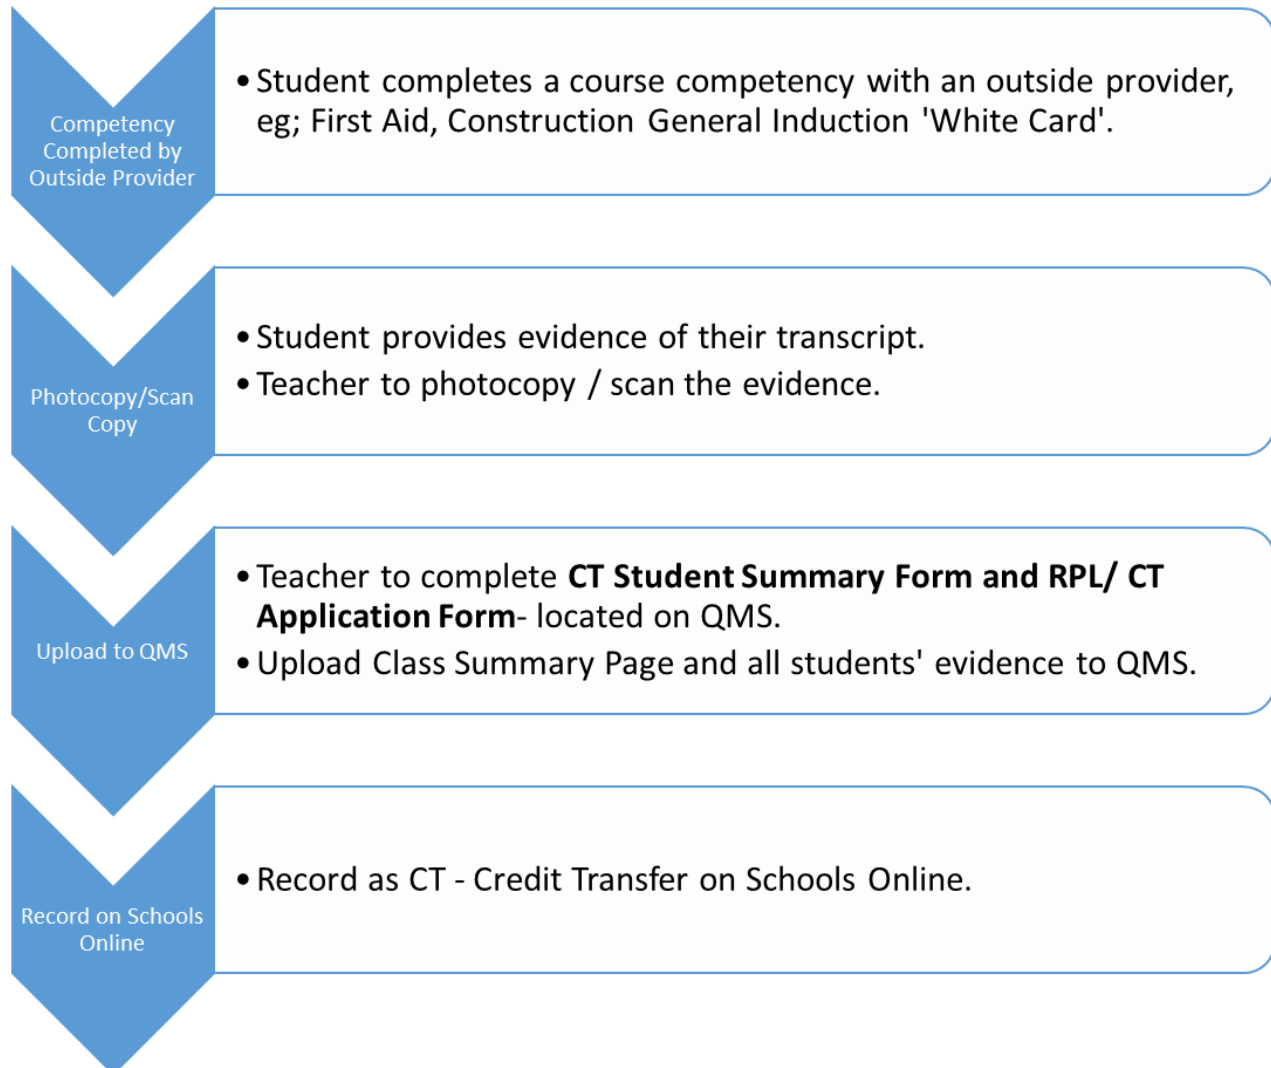 Competency
Completed by
Outside Provider
• Student completes a course competency with an outside provider,
eg; First Aid, Construction General Induction 'White Card'.
Photocopy/Scan
Copy
• Student provides evidence of their transcript.
• Teacher to photocopy / scan the evidence.
Upload to QMS
• Teacher to complete CT Student Summary Form and RPL/ CT
Application Form- located on QMS.
• Upload Class Summary Page and all students' evidence to QMS.
Record on Schools
Online
• Record as CT - Credit Transfer on Schools Online.